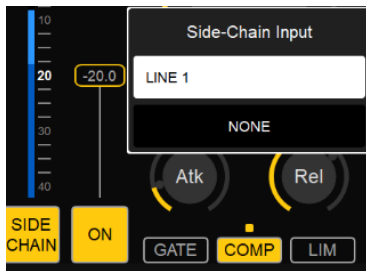 10
Side-Chain Input
20
-20.0
LINE 1
30
NONE
40
Atk
Rel
SIDE
CHAIN
ON
GATE
COMP
LIM